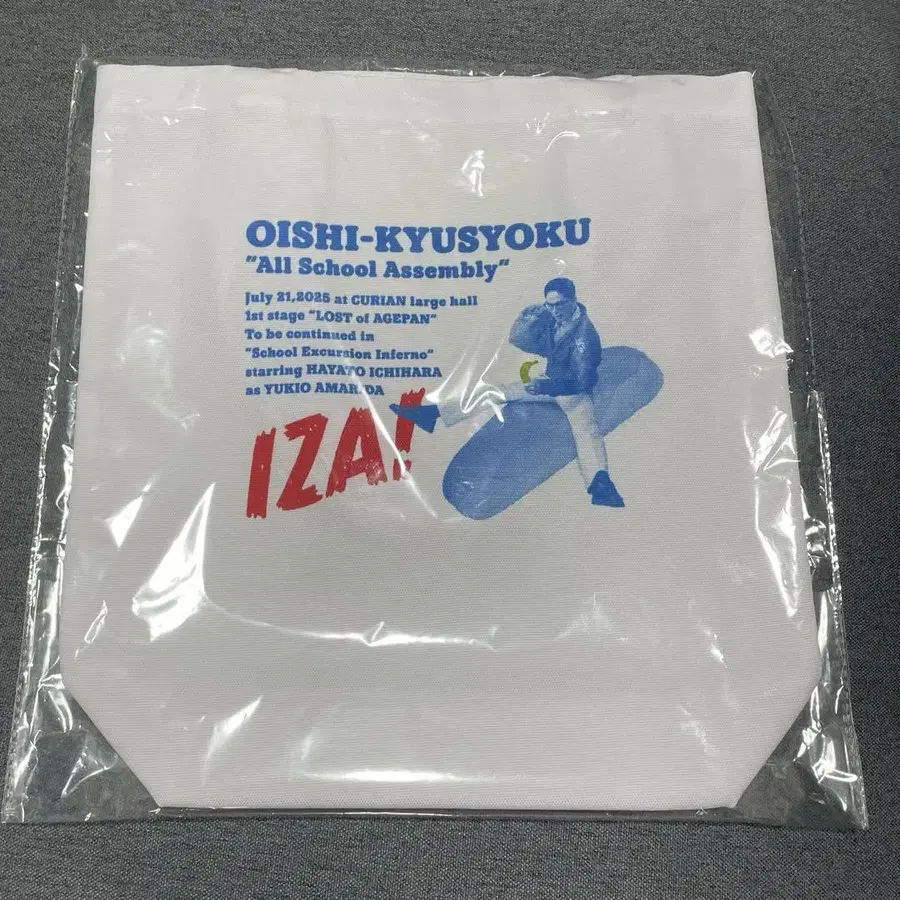 OISHI-KYUSYOKU
"All School Assembly"
July 21,2025 at CURIAN large hall
1st stage "LOST of AGEPAN"
To be continued in
"School Excursion Inferno"
starring HAYATO ICHIHARA
as YUKIO AMARIDA
IZA!